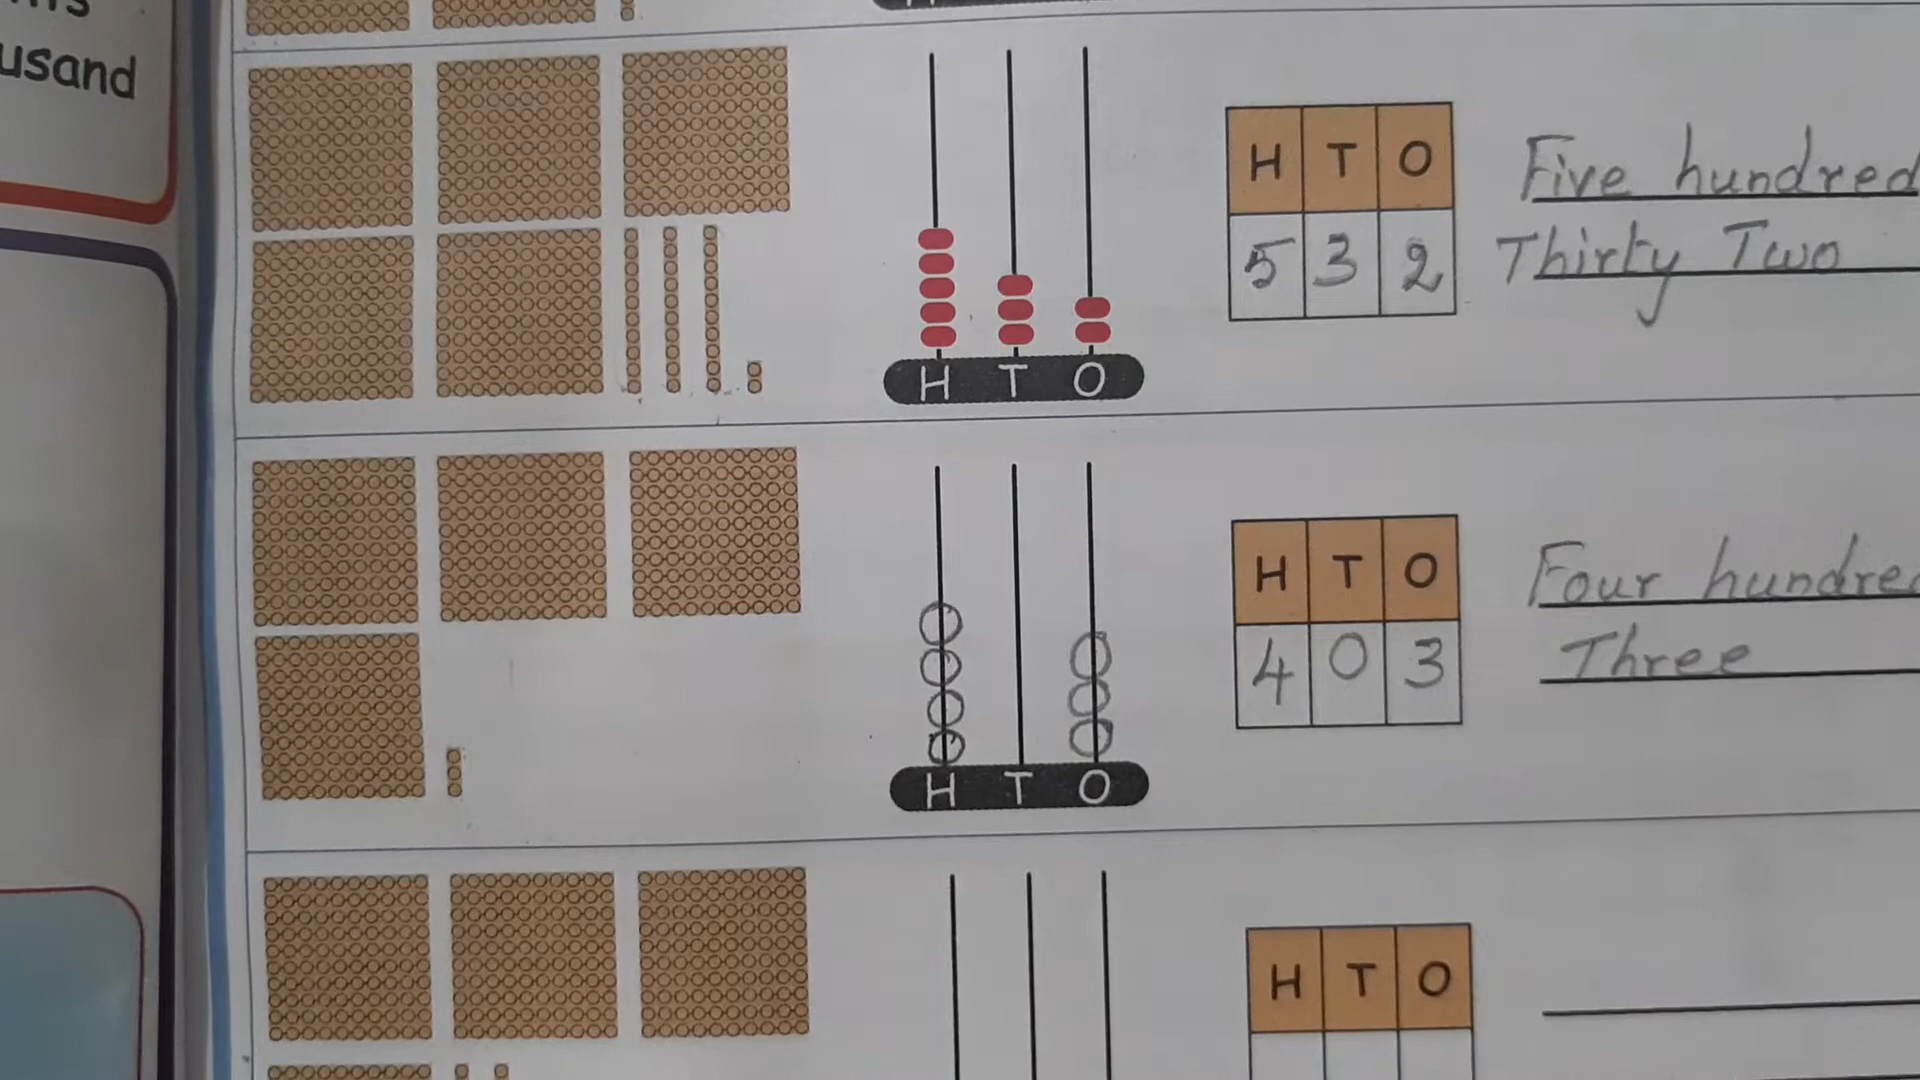 usand
H T O
Five hundred
5 3 2
Thirty Two
H T O
H T O
Four hundred
4 0 3
Three
H T O
H T O